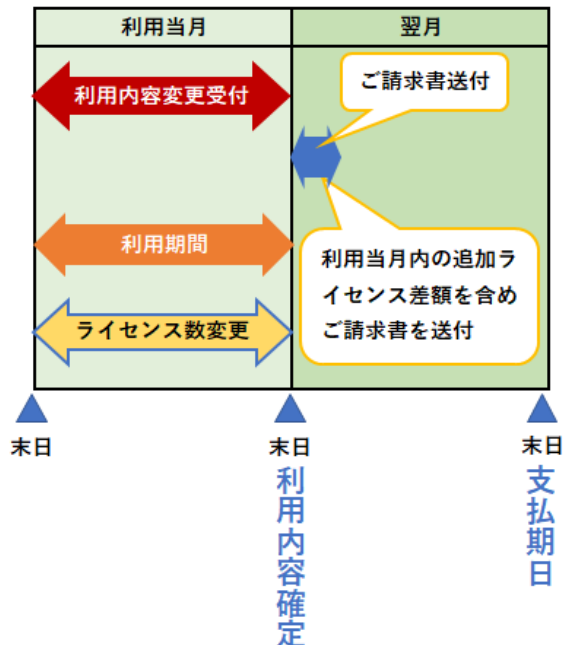 利用当月
翌月
利用内容変更受付
ご請求書送付
利用期間
利用当月内の追加ラ
イセンス差額を含め
ご請求書を送付
ライセンス数変更
末日
末日
末日
利用内容確定
支払期日